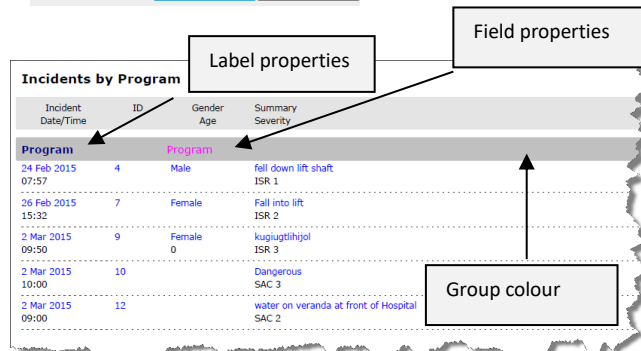 Field properties
Label properties
Incidents by Program
Incident ID Gender Summary
Date/Time Age Severity
Program Program
24 Feb 2015 4 Male fell down lift shaft
07:57 ISR 1
26 Feb 2015 7 Female Fall into lift
15:32 ISR 2
2 Mar 2015 9 Female kugiugtlihijol
09:50 0 ISR 3
2 Mar 2015 10 Dangerous
10:00 SAC 3
2 Mar 2015 12 water on veranda at front of Hospital
09:00 SAC 2
Group colour